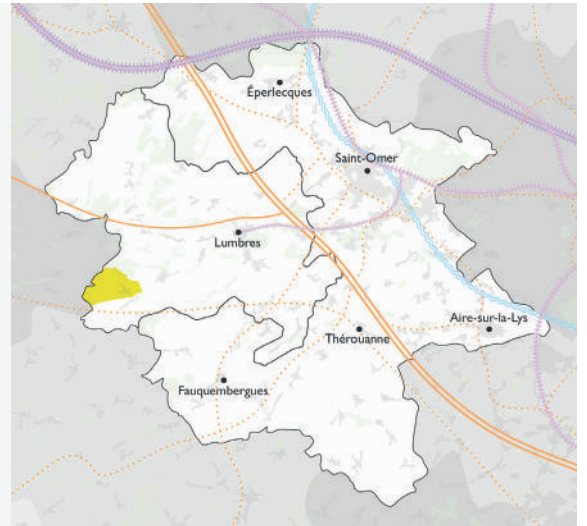 Éperlecques
Saint-Omer
Lumbres
Aire-sur-la-Lys
Thérouanne
Fauquembergues